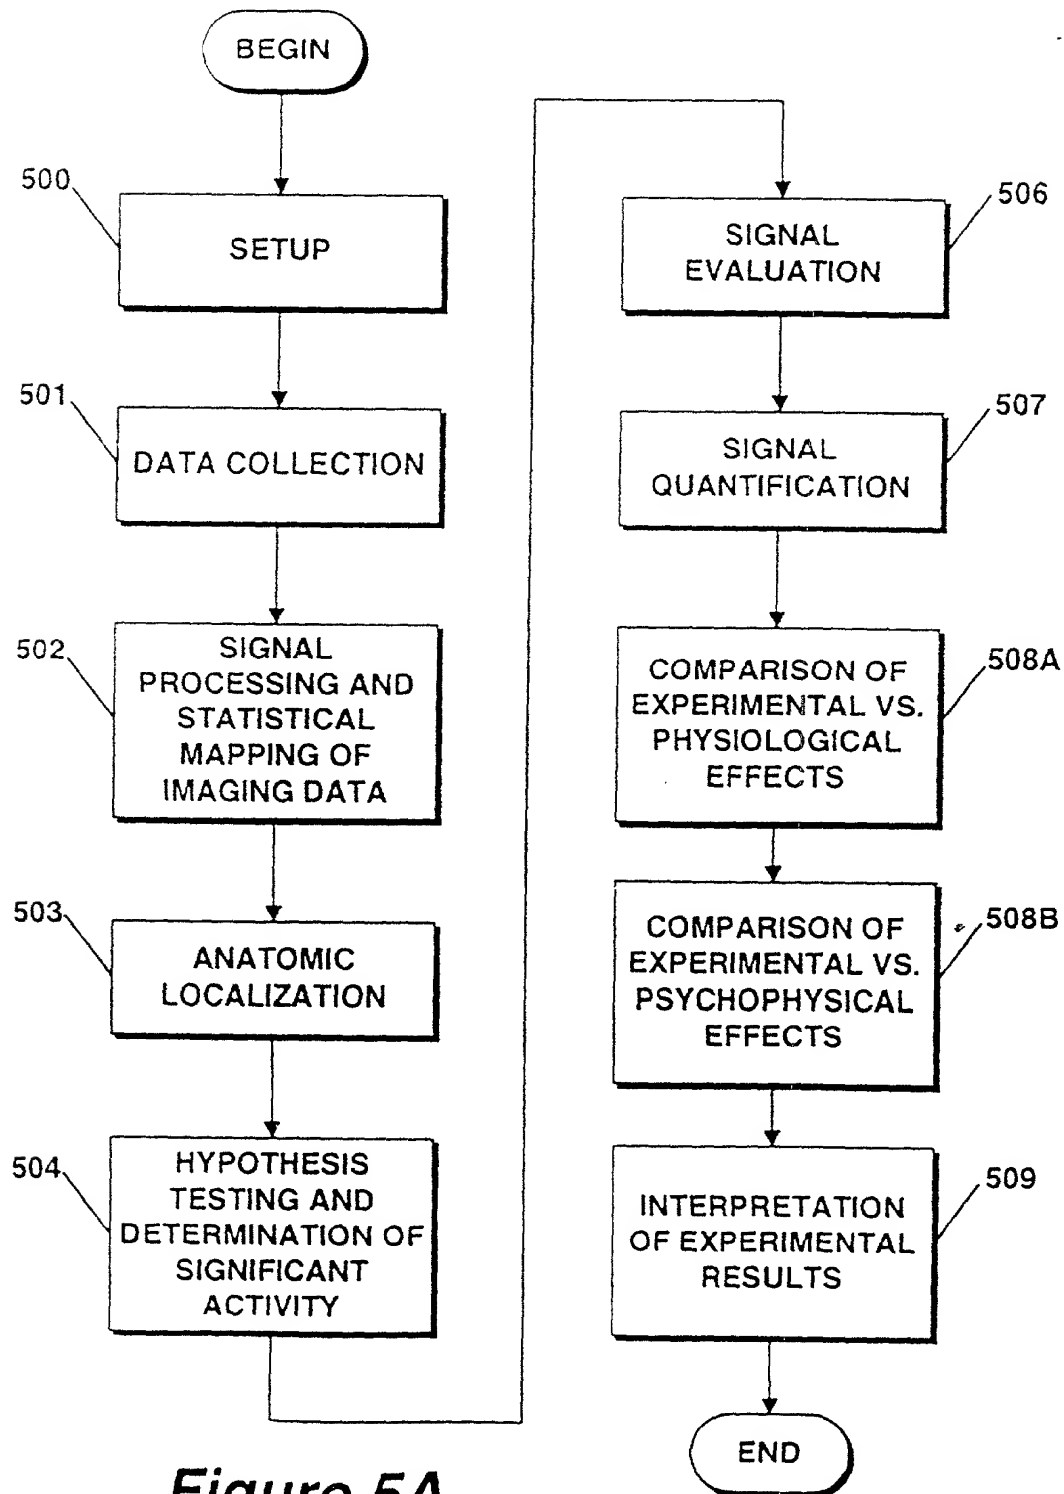 BEGIN
500
SETUP
501
DATA COLLECTION
502
SIGNAL
PROCESSING AND
STATISTICAL
MAPPING OF
IMAGING DATA
503
ANATOMIC
LOCALIZATION
504
HYPOTHESIS
TESTING AND
DETERMINATION OF
SIGNIFICANT
ACTIVITY
506
SIGNAL
EVALUATION
507
SIGNAL
QUANTIFICATION
508A
COMPARISON OF
EXPERIMENTAL VS.
PHYSIOLOGICAL
EFFECTS
508B
COMPARISON OF
EXPERIMENTAL VS.
PSYCHOPHYSICAL
EFFECTS
509
INTERPRETATION
OF EXPERIMENTAL
RESULTS
END
Figure 5A